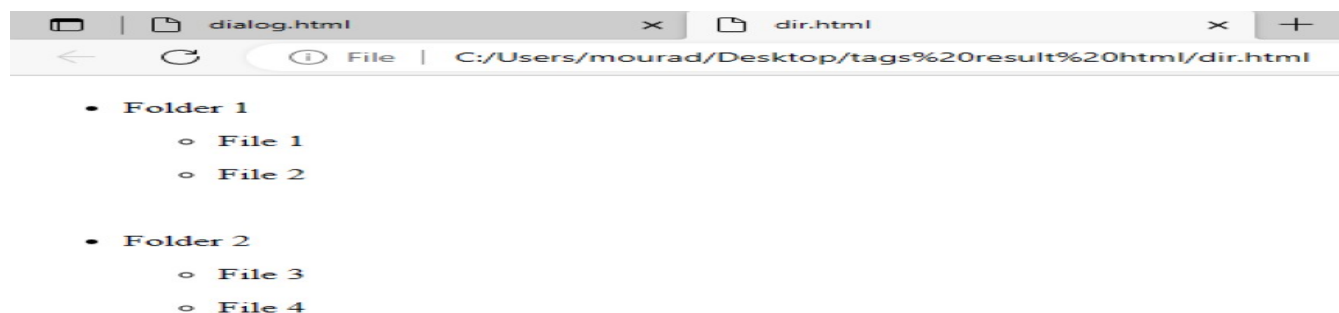 dialog.html dir.html
File C:/Users/mourad/Desktop/tags%20result%20html/dir.html
Folder 1
File 1
File 2
Folder 2
File 3
File 4